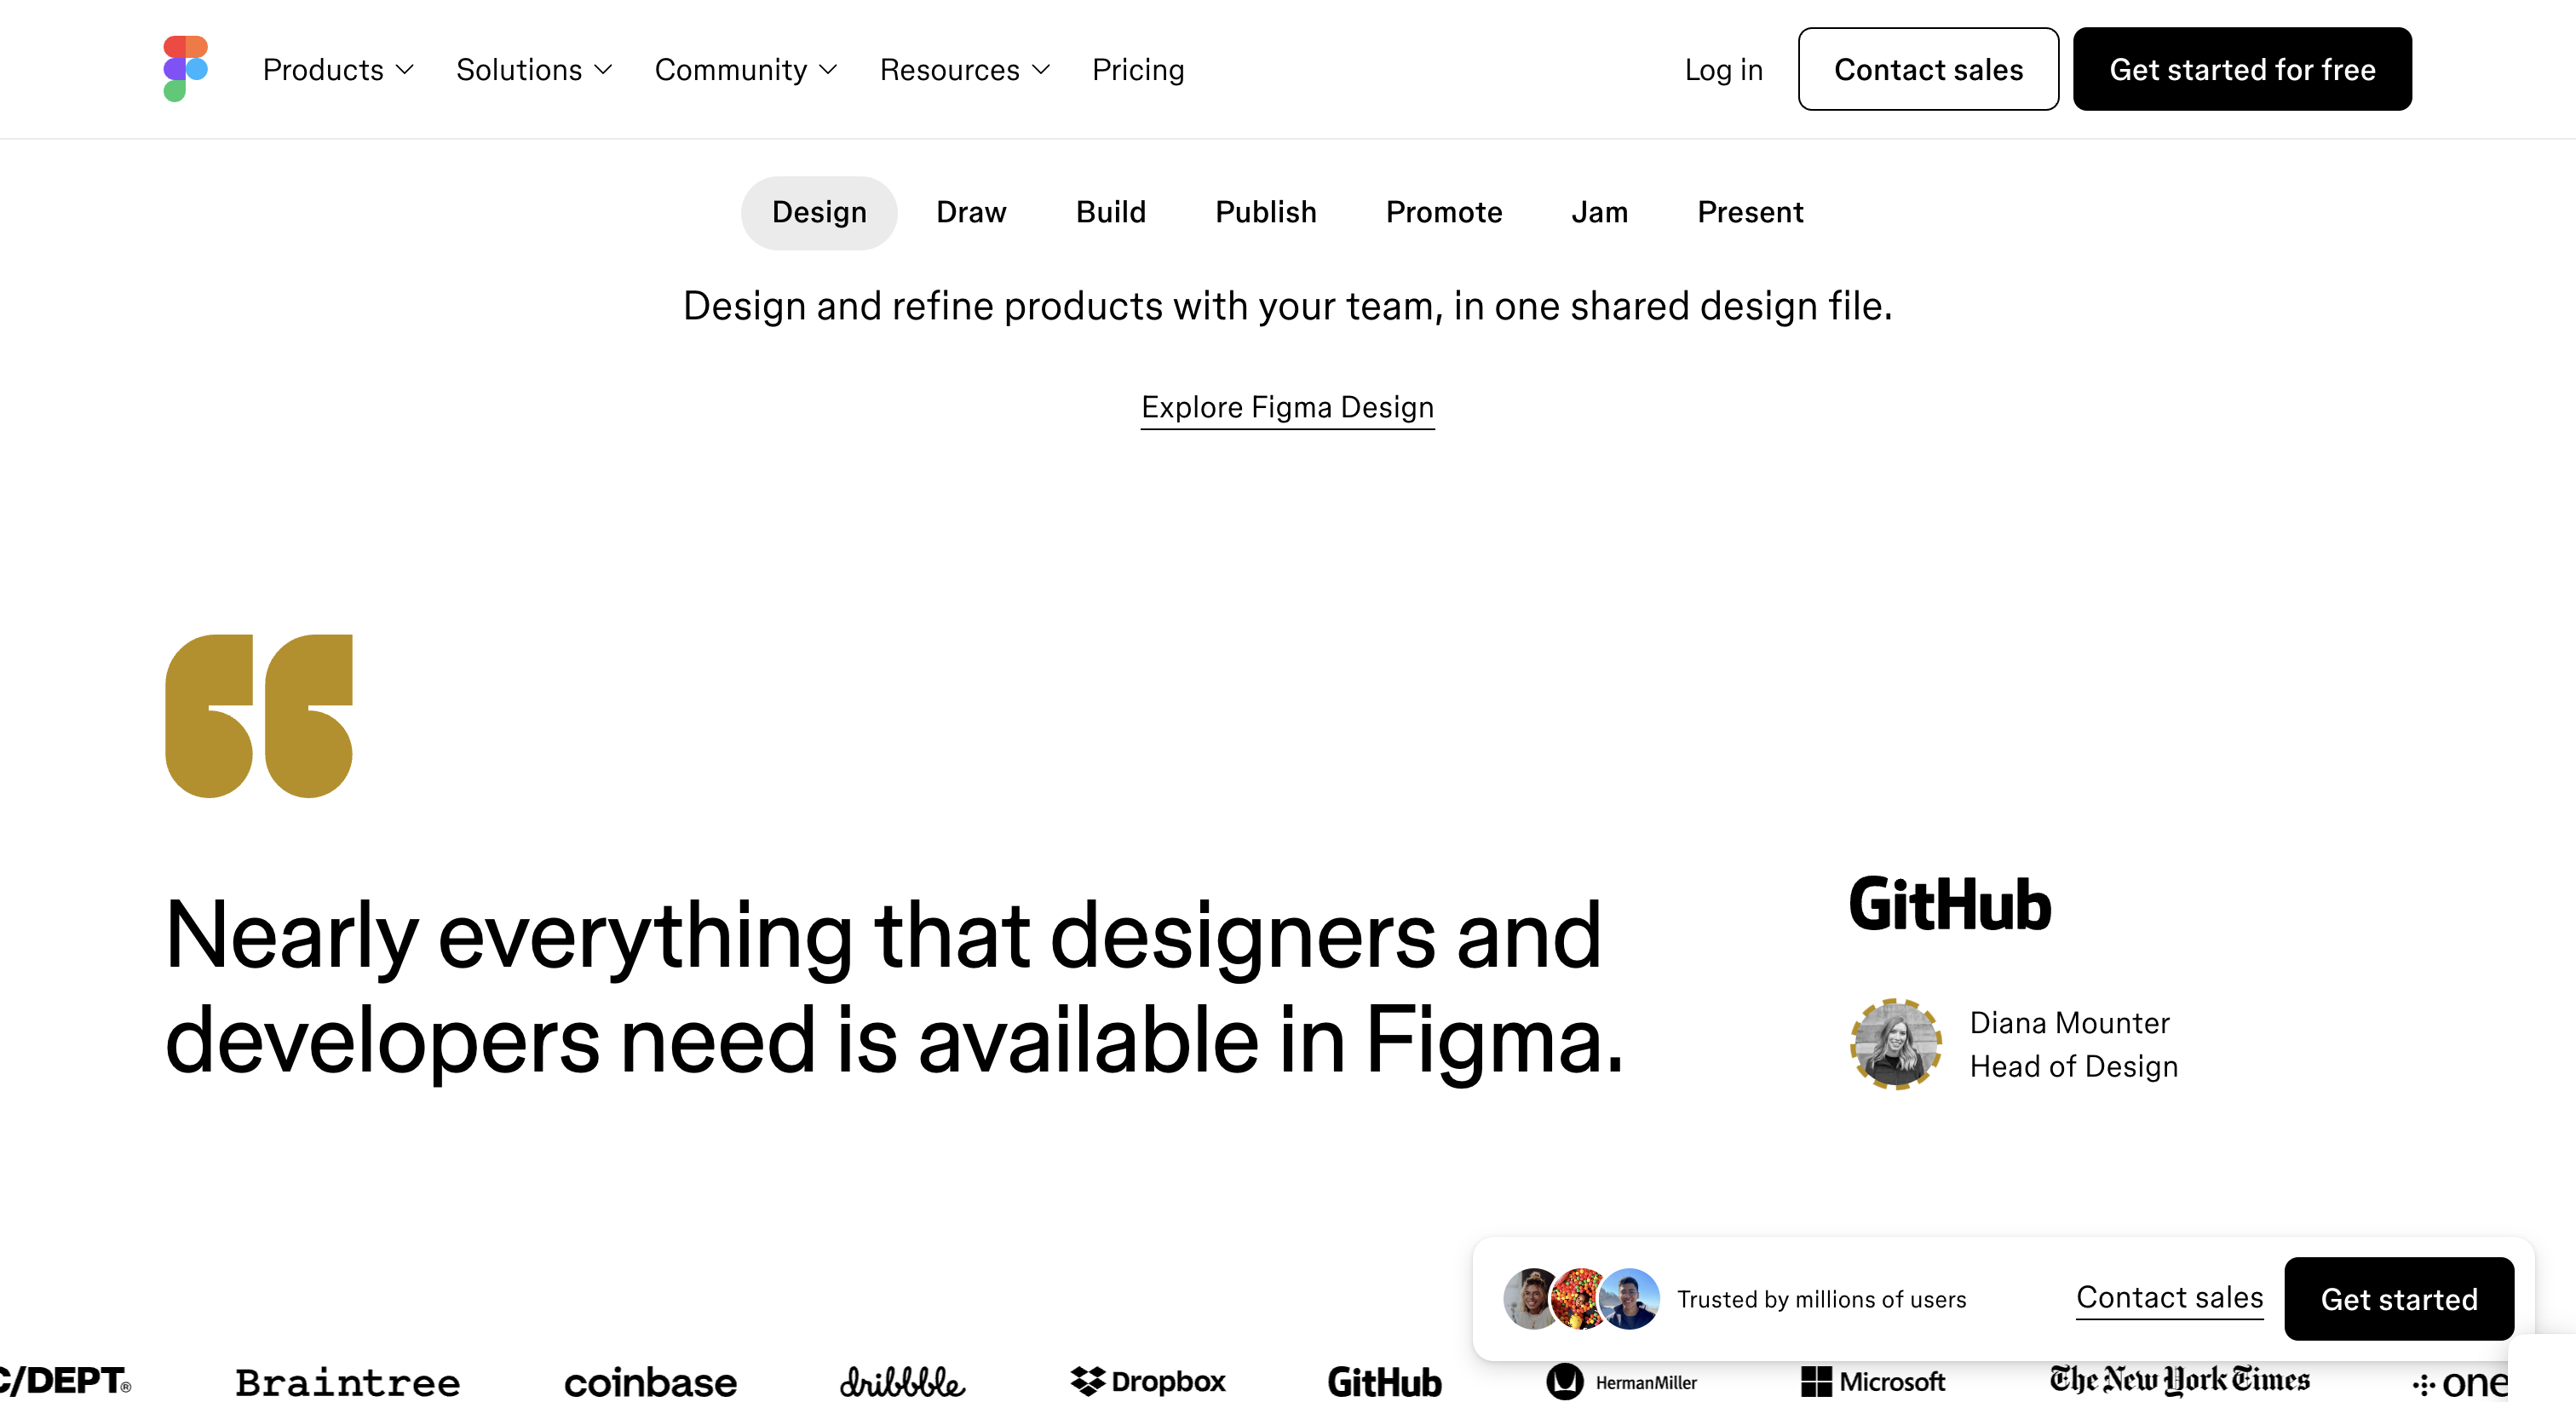 Products Solutions Community Resources Pricing Log in Contact sales Get started for free
Design Draw Build Publish Promote Jam Present
Design and refine products with your team, in one shared design file.
Explore Figma Design
Nearly everything that designers and
developers need is available in Figma.
GitHub
Diana Mounter
Head of Design
Trusted by millions of users Contact sales Get started
C/DEPT® Braintree coinbase dribbble Dropbox GitHub HermanMiller Microsoft The New York Times one